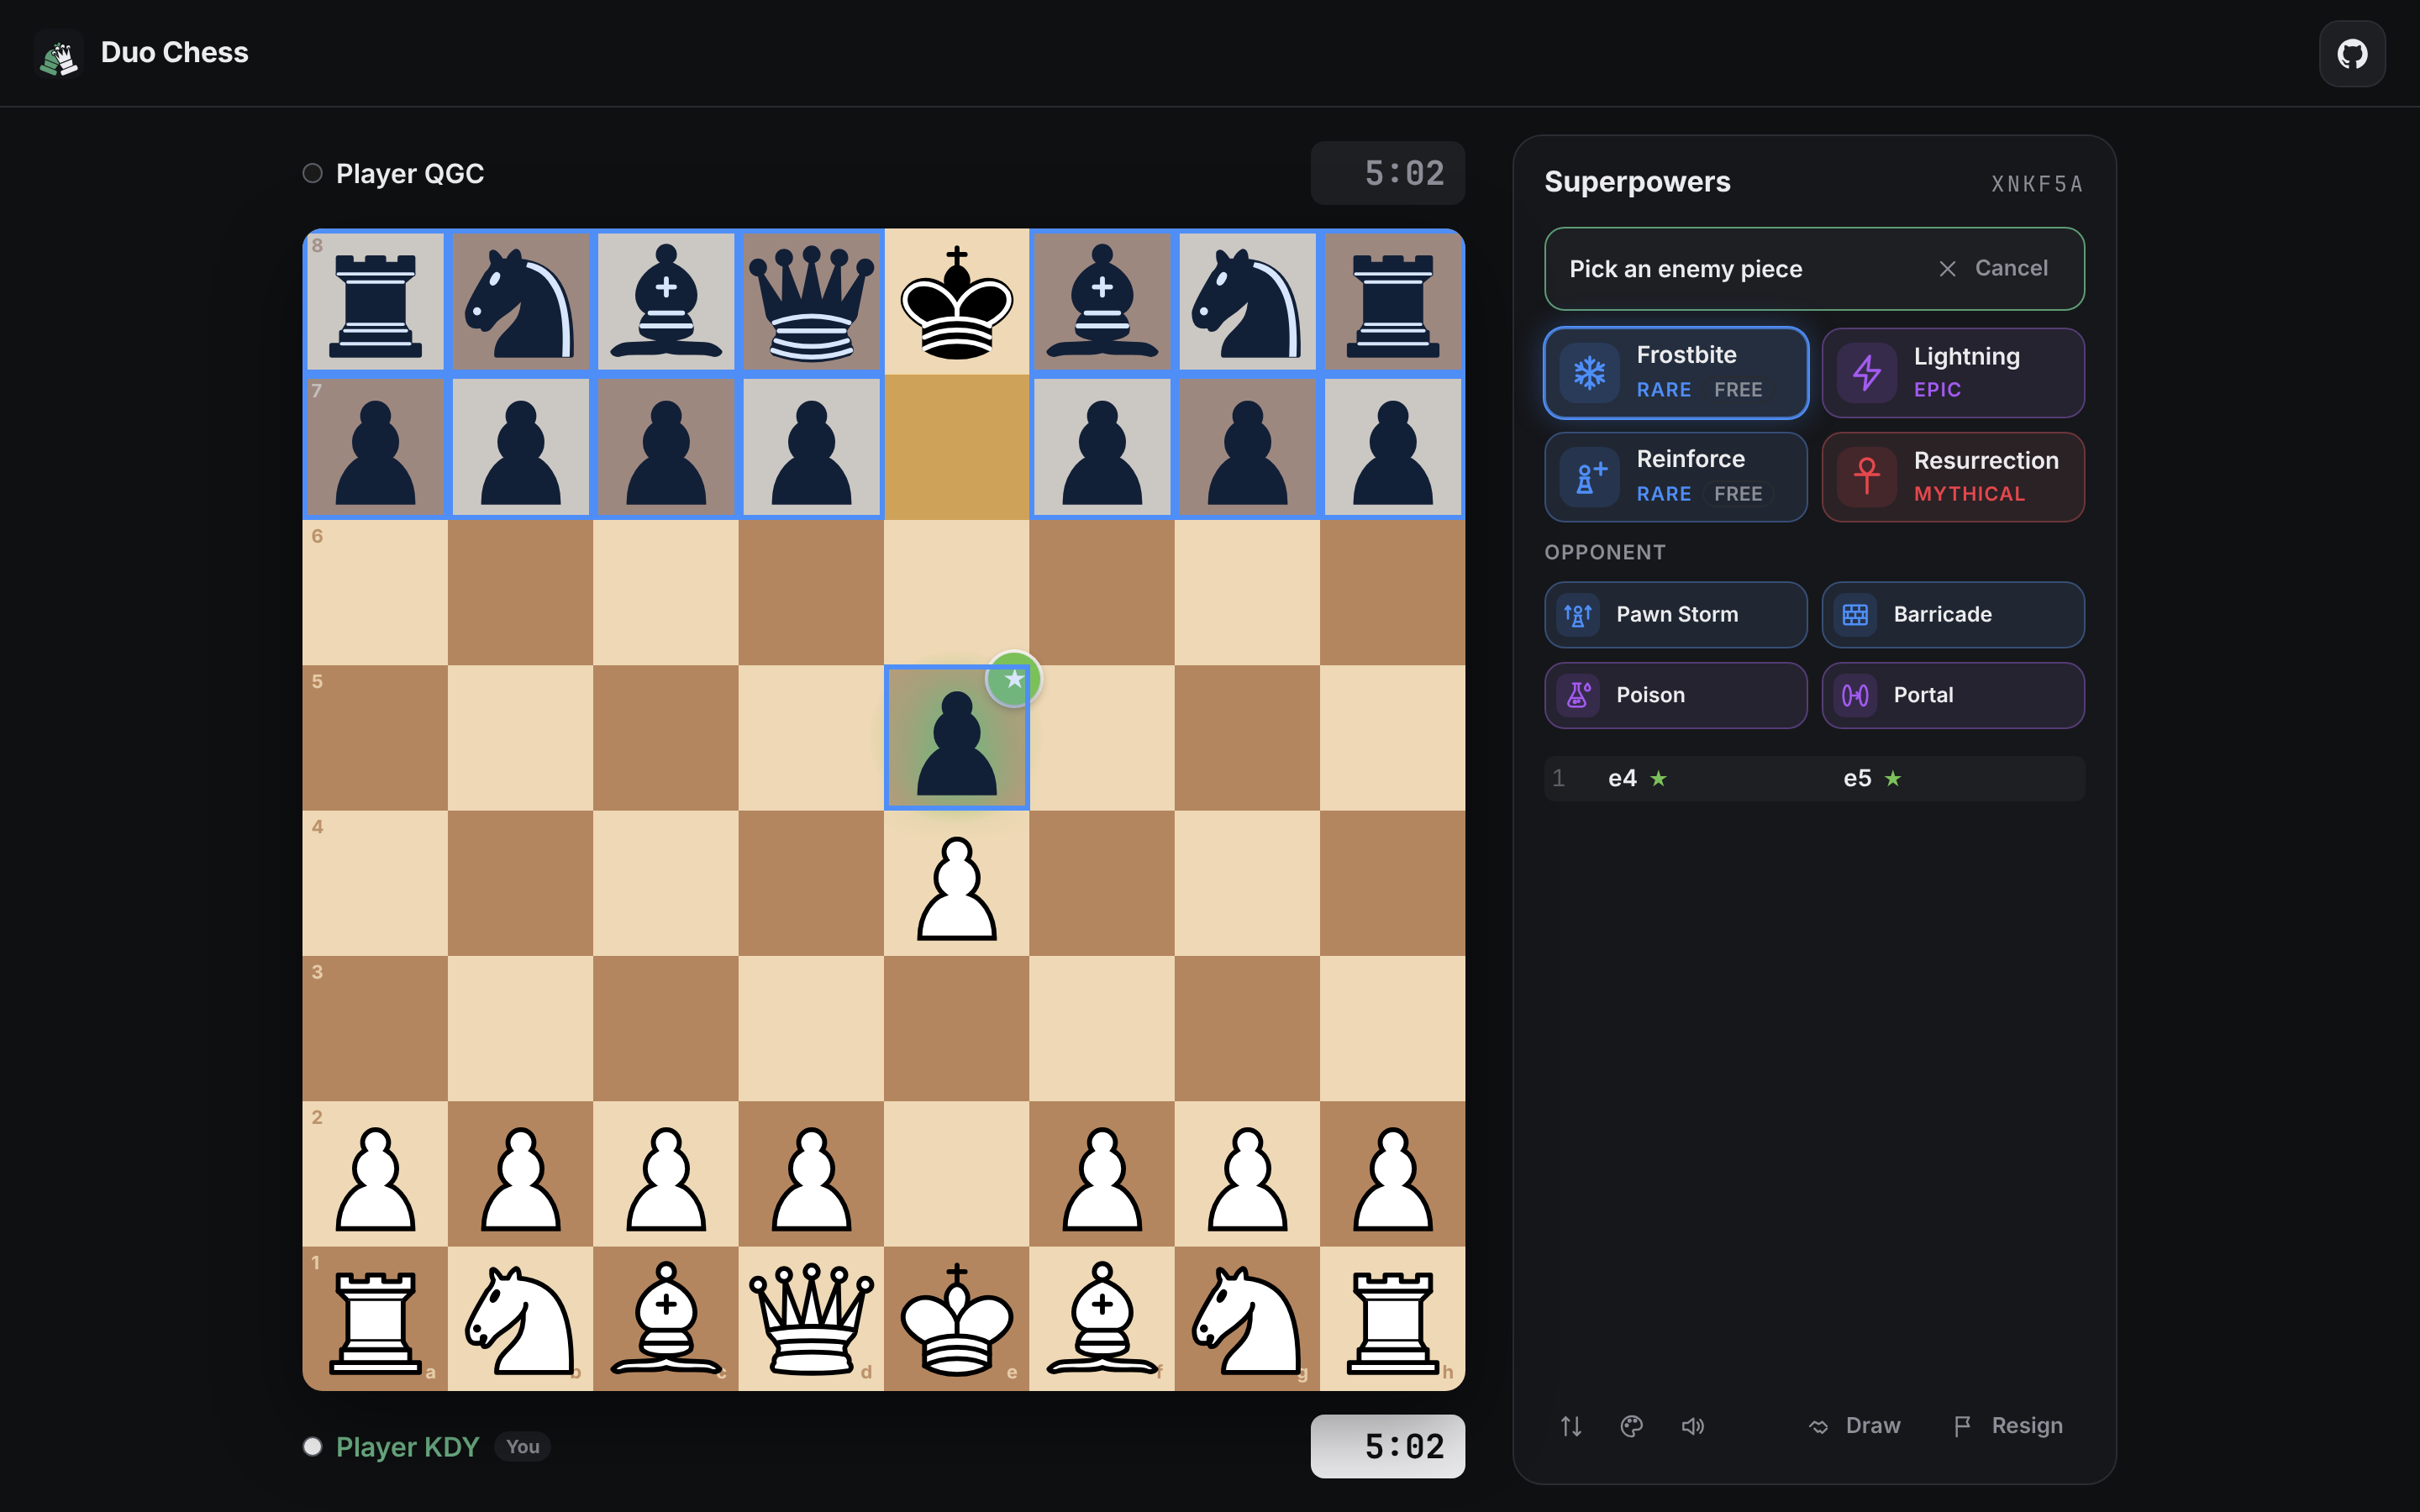 Duo Chess
Player QGC
5:02
8
7
6
5
4
3
2
1
a
b
c
d
e
f
g
h
Player KDY You
5:02
Superpowers
XNKF5A
Pick an enemy piece
Cancel
Frostbite
RARE FREE
Lightning
EPIC
Reinforce
RARE FREE
Resurrection
MYTHICAL
OPPONENT
Pawn Storm
Barricade
Poison
Portal
1 e4 ★ e5 ★
Draw
Resign